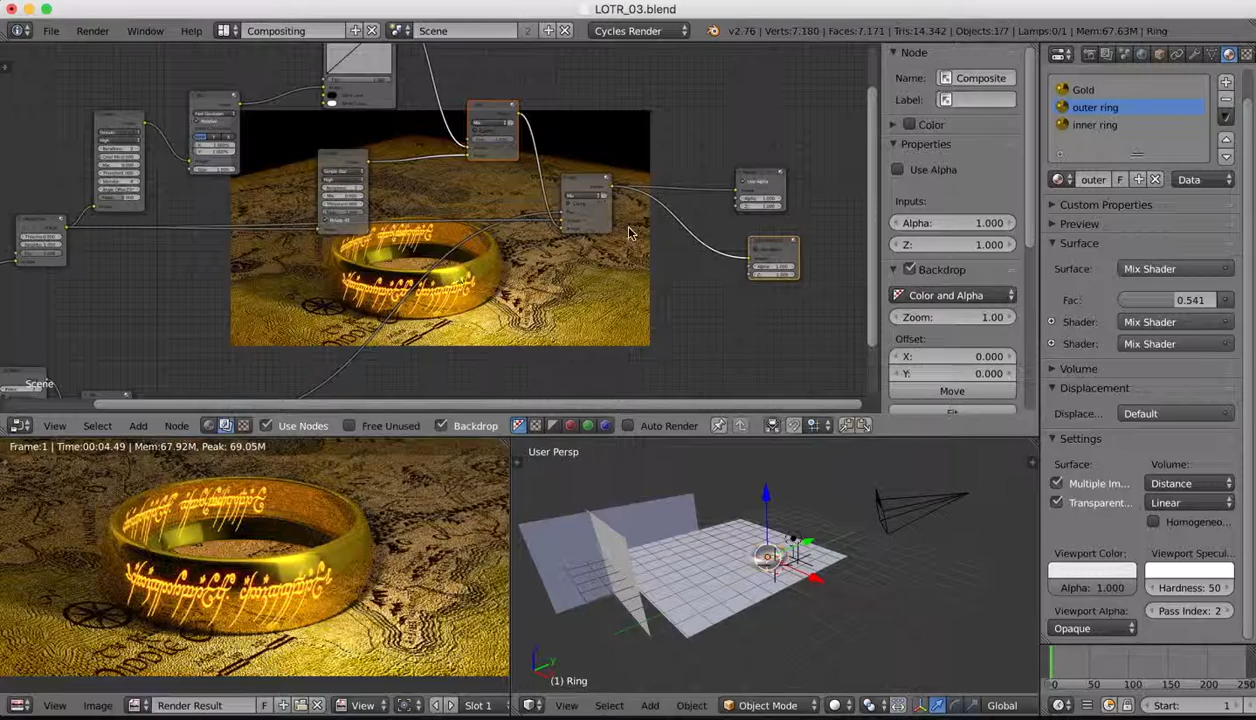 LOTR_03.blend
File Render Window Help Compositing Scene 2 Cycles Render v2.76 | Verts:7.180 | Faces:7.171 | Tris:14.342 | Objects:1/7 | Lamps:0/1 | Mem:67.63M | Ring
Node
Name: Composite
Label:
Color
Properties
Use Alpha
Inputs:
Alpha: 1.000
Z: 1.000
Backdrop
Color and Alpha
Zoom: 1.00
Offset:
X: 0.000
Y: 0.000
Move
Scene
View Select Add Node Use Nodes Free Unused Backdrop Auto Render
Gold
outer ring
inner ring
outer F Data
Custom Properties
Preview
Surface
Surface: Mix Shader
Fac: 0.541
Shader: Mix Shader
Shader: Mix Shader
Volume
Displacement
Displace... Default
Settings
Surface: Volume:
Multiple Im... Distance
Transparent... Linear
Homogeneo...
Viewport Color: Viewport Specul...
Alpha: 1.000 Hardness: 50
Viewport Alpha: Pass Index: 2
Opaque
0 50 100 150 200 250
Start: 1
Frame:1 | Time:00:04.49 | Mem:67.92M, Peak: 69.05M
View Image Render Result F View Slot 1
User Persp
(1) Ring
View Select Add Object Object Mode Global